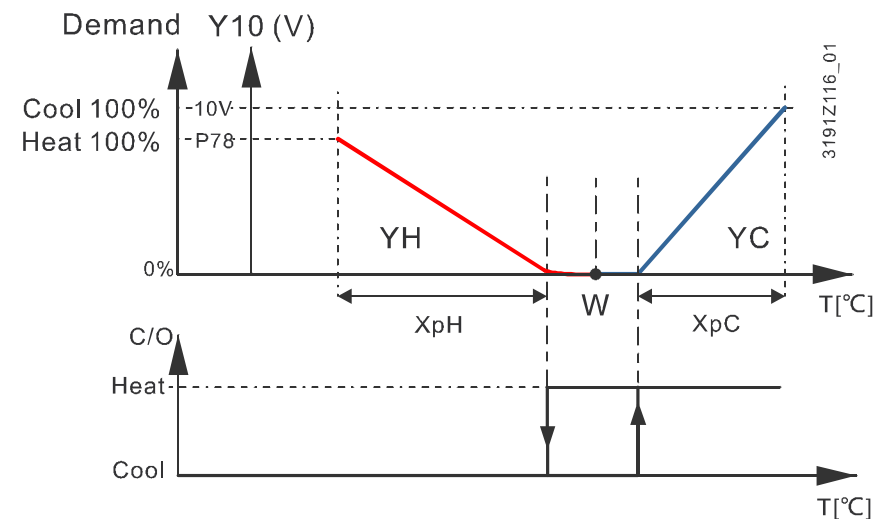 Demand Y10 (V)
Cool 100% 10V
Heat 100% P78
YH
YC
0%
W
T[℃]
XpH
XpC
3191Z116_01
C/O
Heat
Cool
T[℃]